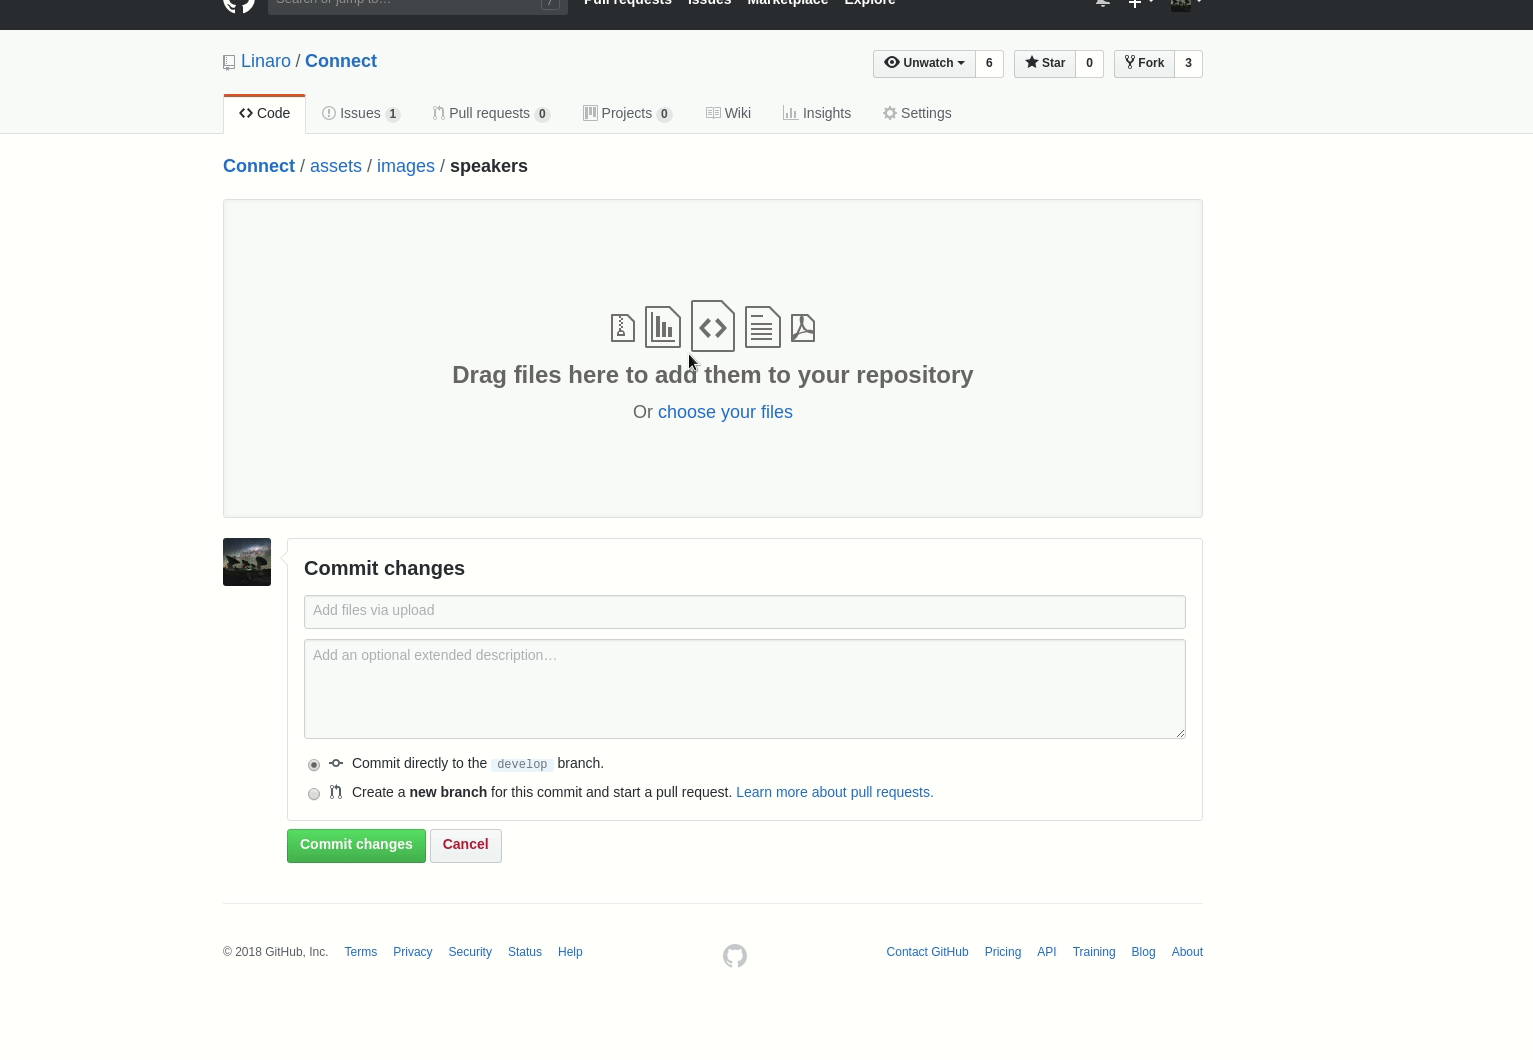 Search or jump to… /
Pull requests Issues Marketplace Explore
Linaro / Connect
Unwatch 6 Star 0 Fork 3
Code Issues 1 Pull requests 0 Projects 0 Wiki Insights Settings
Connect / assets / images / speakers
Drag files here to add them to your repository
Or choose your files
Commit changes
Add files via upload
Add an optional extended description…
Commit directly to the develop branch.
Create a new branch for this commit and start a pull request. Learn more about pull requests.
Commit changes Cancel
© 2018 GitHub, Inc. Terms Privacy Security Status Help
Contact GitHub Pricing API Training Blog About